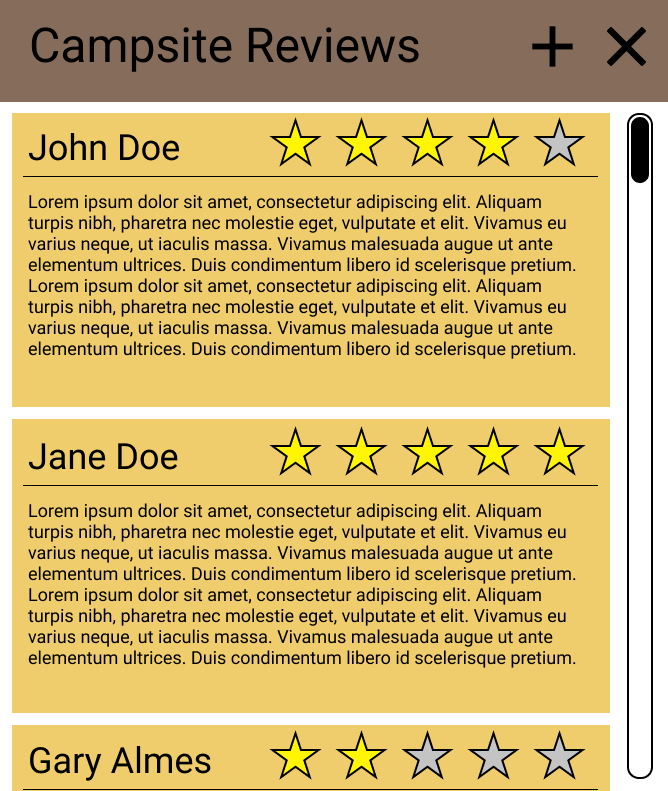 Campsite Reviews
John Doe
Lorem ipsum dolor sit amet, consectetur adipiscing elit. Aliquam
turpis nibh, pharetra nec molestie eget, vulputate et elit. Vivamus eu
varius neque, ut iaculis massa. Vivamus malesuada augue ut ante
elementum ultrices. Duis condimentum libero id scelerisque pretium.
Lorem ipsum dolor sit amet, consectetur adipiscing elit. Aliquam
turpis nibh, pharetra nec molestie eget, vulputate et elit. Vivamus eu
varius neque, ut iaculis massa. Vivamus malesuada augue ut ante
elementum ultrices. Duis condimentum libero id scelerisque pretium.
Jane Doe
Lorem ipsum dolor sit amet, consectetur adipiscing elit. Aliquam
turpis nibh, pharetra nec molestie eget, vulputate et elit. Vivamus eu
varius neque, ut iaculis massa. Vivamus malesuada augue ut ante
elementum ultrices. Duis condimentum libero id scelerisque pretium.
Lorem ipsum dolor sit amet, consectetur adipiscing elit. Aliquam
turpis nibh, pharetra nec molestie eget, vulputate et elit. Vivamus eu
varius neque, ut iaculis massa. Vivamus malesuada augue ut ante
elementum ultrices. Duis condimentum libero id scelerisque pretium.
Gary Almes